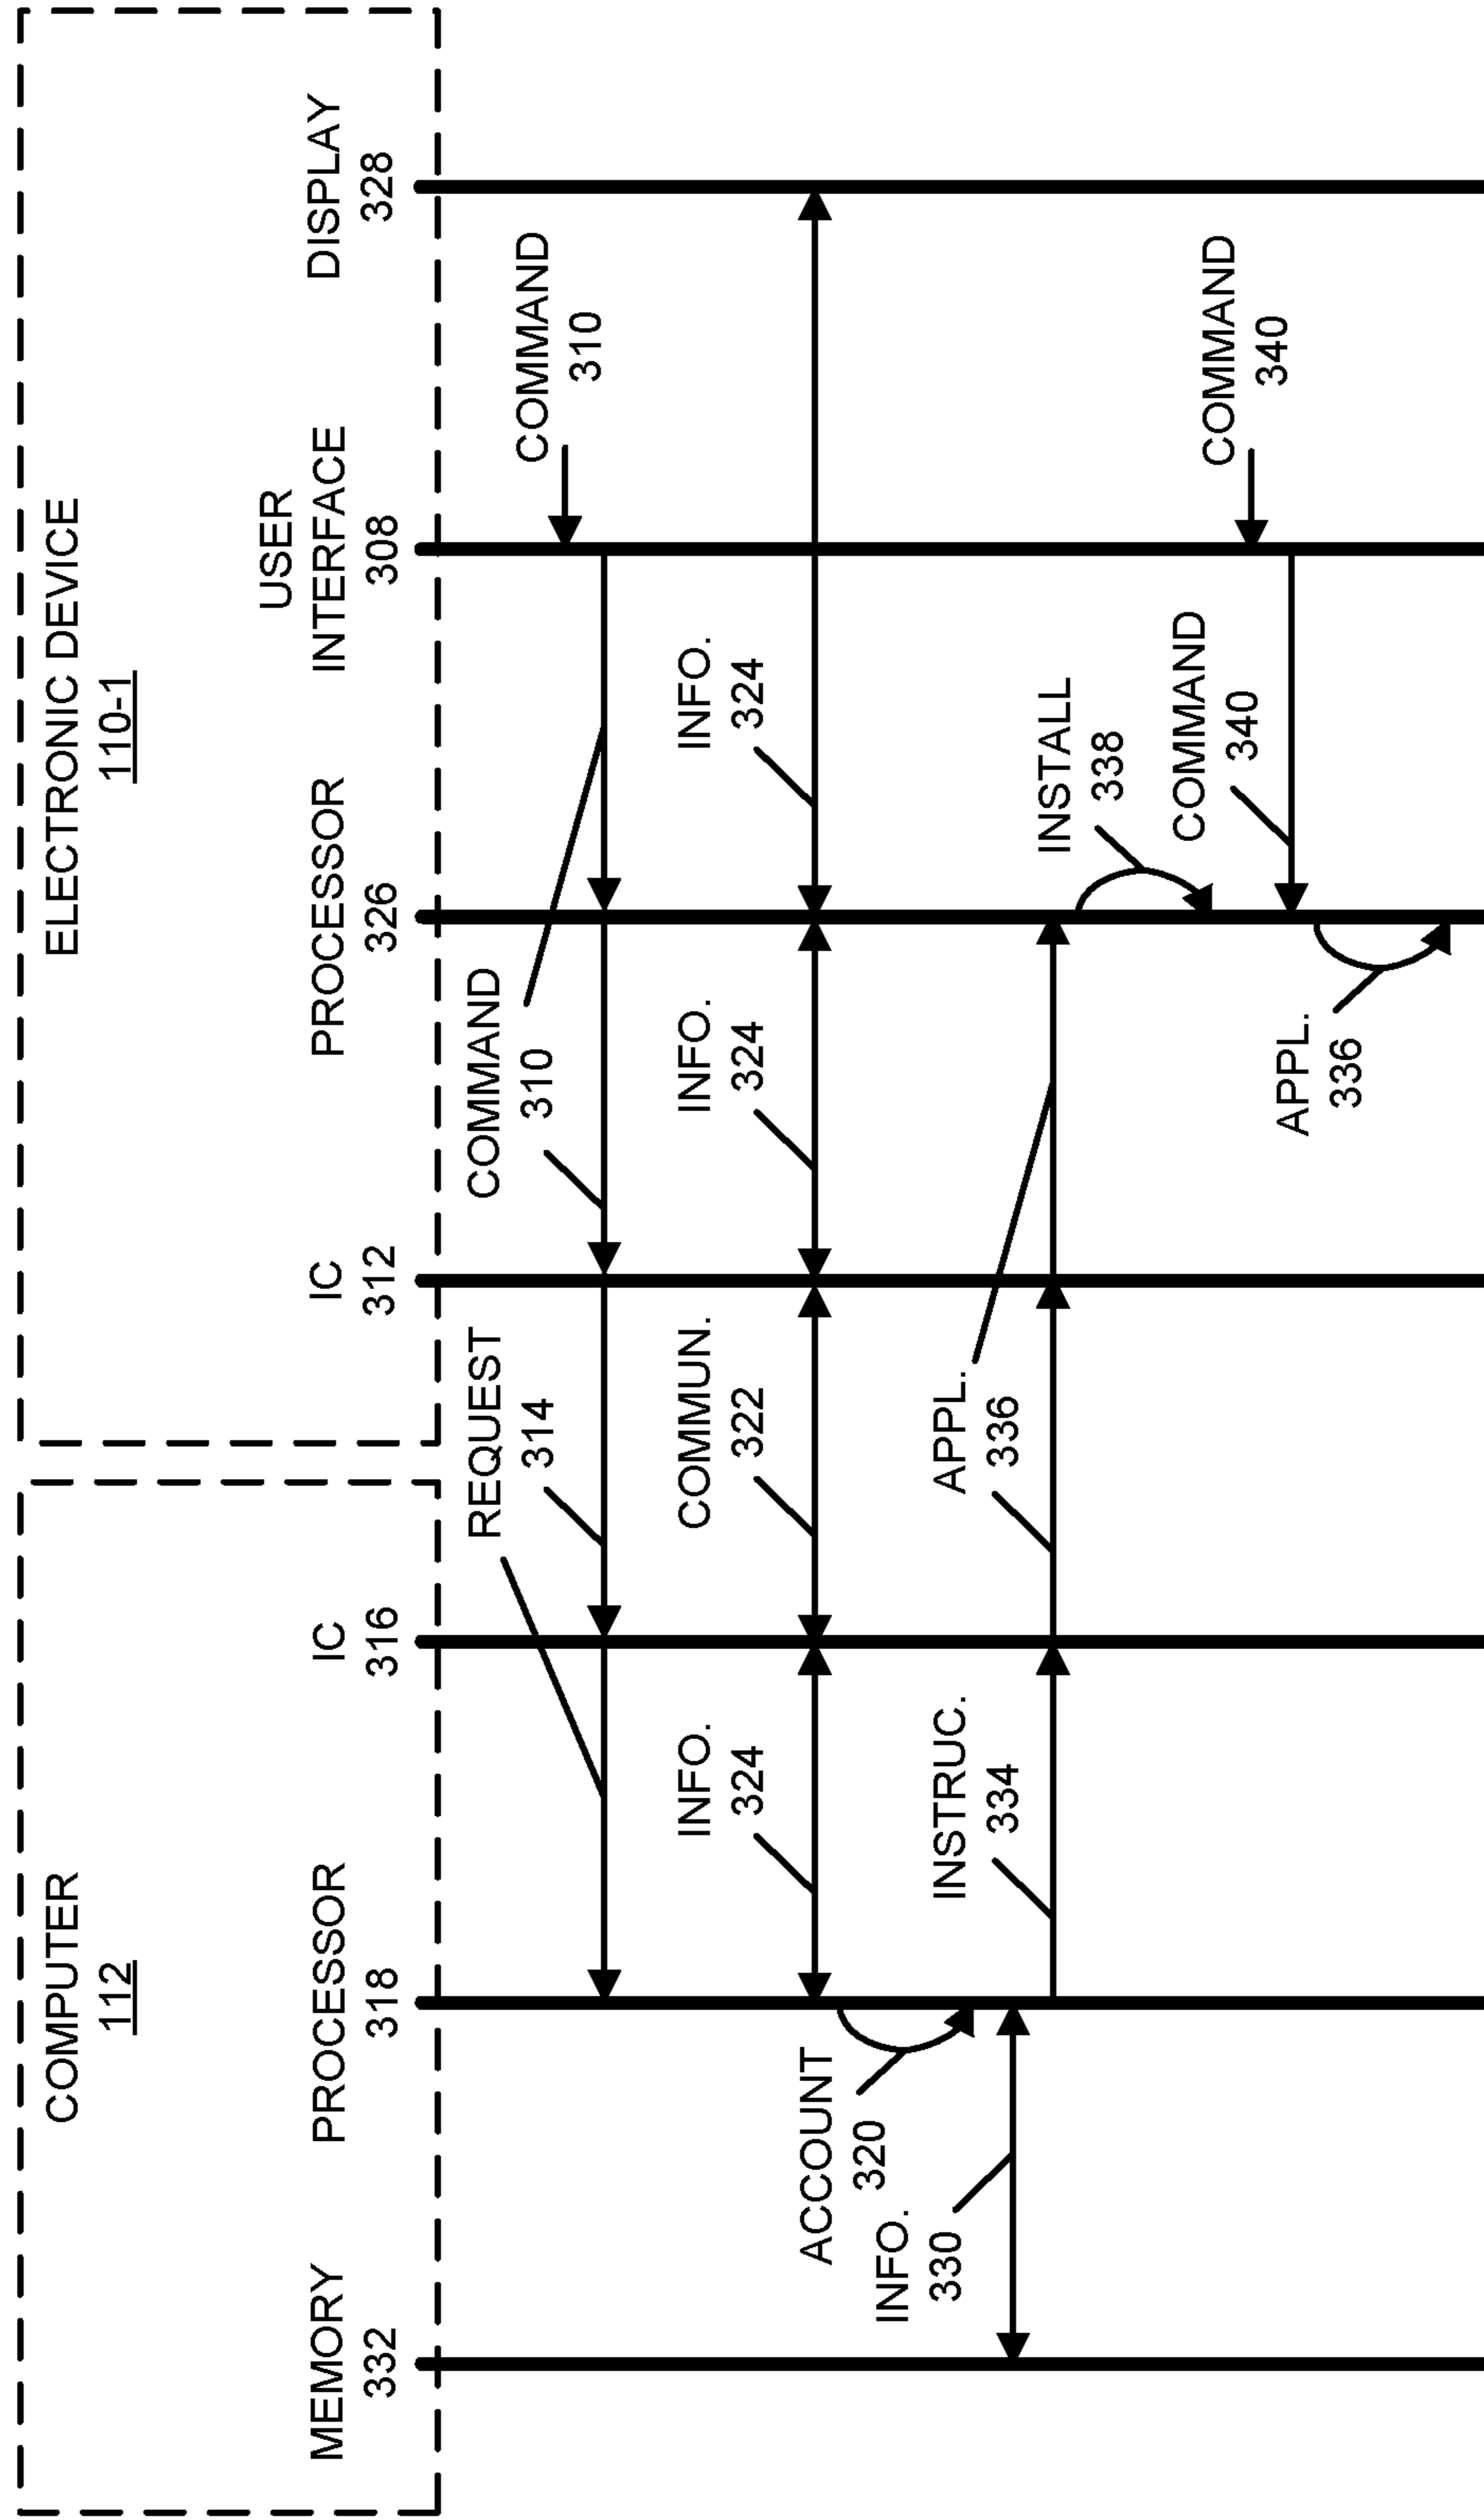 COMPUTER
112
ELECTRONIC DEVICE
110-1
MEMORY
332
PROCESSOR
318
IC
316
IC
312
PROCESSOR
326
USER
INTERFACE
308
DISPLAY
328
COMMAND
310
COMMAND
310
REQUEST
314
INFO.
324
COMMUN.
322
INFO.
324
INFO.
324
ACCOUNT
320
INFO.
330
INSTRUC.
334
APPL.
336
INSTALL
338
COMMAND
340
COMMAND
340
APPL.
336